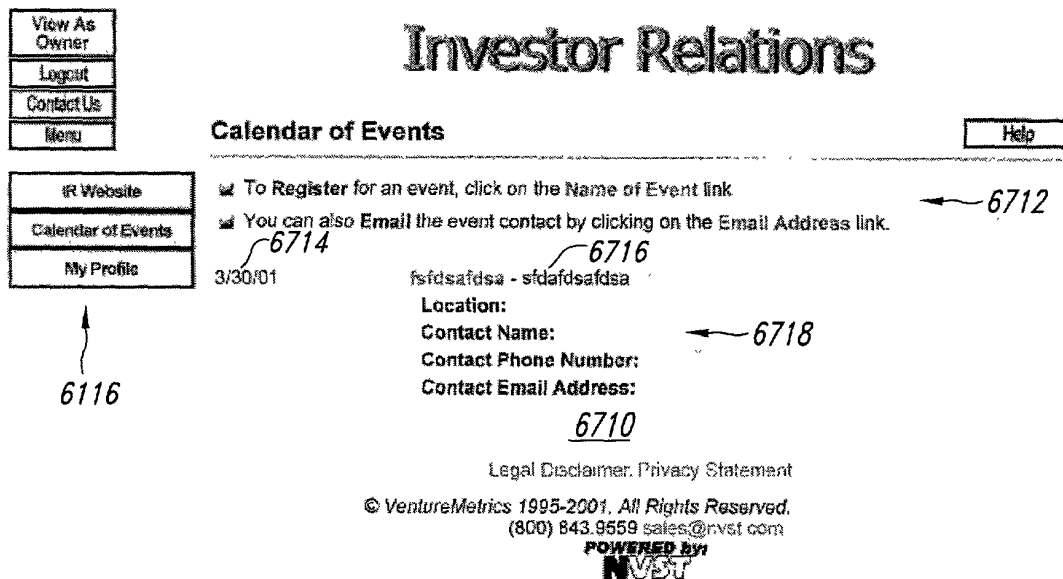 View As
Owner
Logout
Contact Us
Menu
Investor Relations
Calendar of Events
Help
IR Website
Calendar of Events
My Profile
6116
To Register for an event, click on the Name of Event link
You can also Email the event contact by clicking on the Email Address link.
6712
6714
6716
3/30/01 fsfdsafdsa - sfdafdsafdsa
Location:
Contact Name:
6718
Contact Phone Number:
Contact Email Address:
6710
Legal Disclaimer. Privacy Statement
© VentureMetrics 1995-2001. All Rights Reserved.
(800) 843.9559 sales@nvst com
POWERED by:
NVST